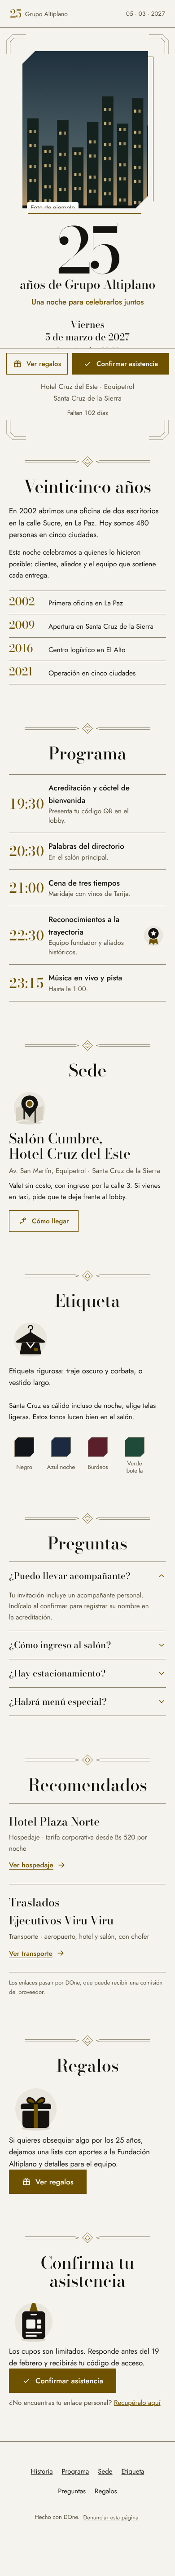 25 Grupo Altiplano
05 · 03 · 2027
25
años de Grupo Altiplano
Una noche para celebrarlos juntos
Viernes
5 de marzo de 2027
Ver regalos
Confirmar asistencia
Hotel Cruz del Este · Equipetrol
Santa Cruz de la Sierra
Faltan 102 días
Veinticinco años
En 2002 abrimos una oficina de dos escritorios
en la calle Sucre, en La Paz. Hoy somos 480
personas en cinco ciudades.
Esta noche celebramos a quienes lo hicieron
posible: clientes, aliados y el equipo que sostiene
cada entrega.
2002 Primera oficina en La Paz
2009 Apertura en Santa Cruz de la Sierra
2016 Centro logístico en El Alto
2021 Operación en cinco ciudades
Programa
19:30 Acreditación y cóctel de
bienvenida
Presenta tu código QR en el
lobby.
20:30 Palabras del directorio
En el salón principal.
21:00 Cena de tres tiempos
Maridaje con vinos de Tarija.
22:30 Reconocimientos a la
trayectoria
Equipo fundador y aliados
históricos.
23:15 Música en vivo y pista
Hasta la 1:00.
Sede
Salón Cumbre,
Hotel Cruz del Este
Av. San Martín, Equipetrol · Santa Cruz de la Sierra
Valet sin costo, con ingreso por la calle 3. Si vienes
en taxi, pide que te deje frente al lobby.
Cómo llegar
Etiqueta
Etiqueta rigurosa: traje oscuro y corbata, o
vestido largo.
Santa Cruz es cálido incluso de noche; elige telas
ligeras. Estos tonos lucen bien en el salón.
Negro
Azul noche
Burdeos
Verde
botella
Preguntas
¿Puedo llevar acompañante?
Tu invitación incluye un acompañante personal.
Indícalo al confirmar para registrar su nombre en
la acreditación.
¿Cómo ingreso al salón?
¿Hay estacionamiento?
¿Habrá menú especial?
Recomendados
Hotel Plaza Norte
Hospedaje · tarifa corporativa desde Bs 520 por
noche
Ver hospedaje
Traslados
Ejecutivos Viru Viru
Transporte · aeropuerto, hotel y salón, con chofer
Ver transporte
Los enlaces pasan por DOne, que puede recibir una comisión
del proveedor.
Regalos
Si quieres obsequiar algo por los 25 años,
dejamos una lista con aportes a la Fundación
Altiplano y detalles para el equipo.
Ver regalos
Confirma tu
asistencia
Los cupos son limitados. Responde antes del 19
de febrero y recibirás tu código de acceso.
Confirmar asistencia
¿No encuentras tu enlace personal? Recupéralo aquí
Historia Programa Sede Etiqueta
Preguntas Regalos
Hecho con DOne. Denunciar esta página